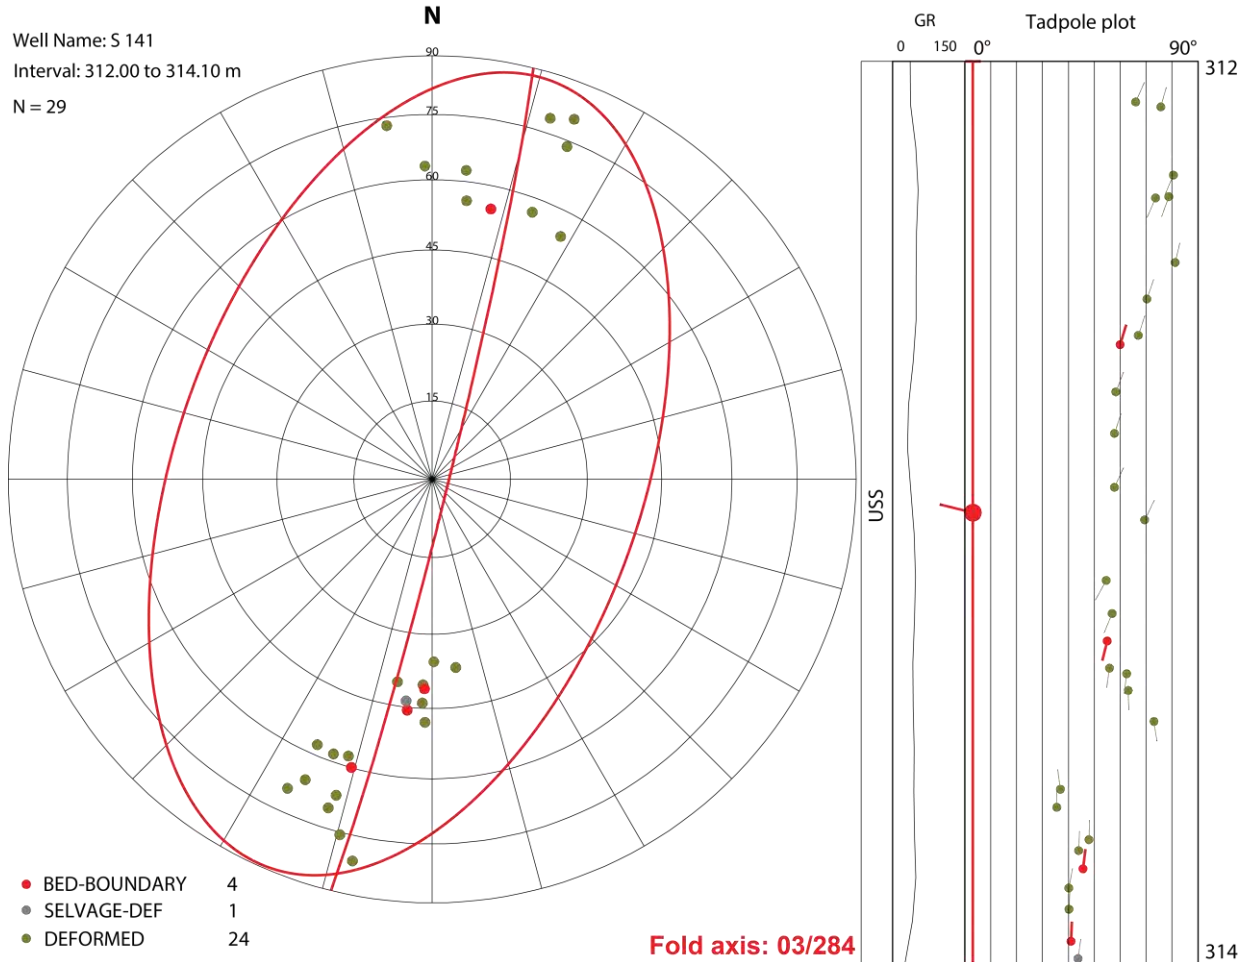 N
Well Name: S 141
Interval: 312.00 to 314.10 m
N = 29
90
75
60
45
30
15
BED-BOUNDARY 4
SELVAGE-DEF 1
DEFORMED 24
Fold axis: 03/284
GR
Tadpole plot
0 150 0° 90°
312
USS
314